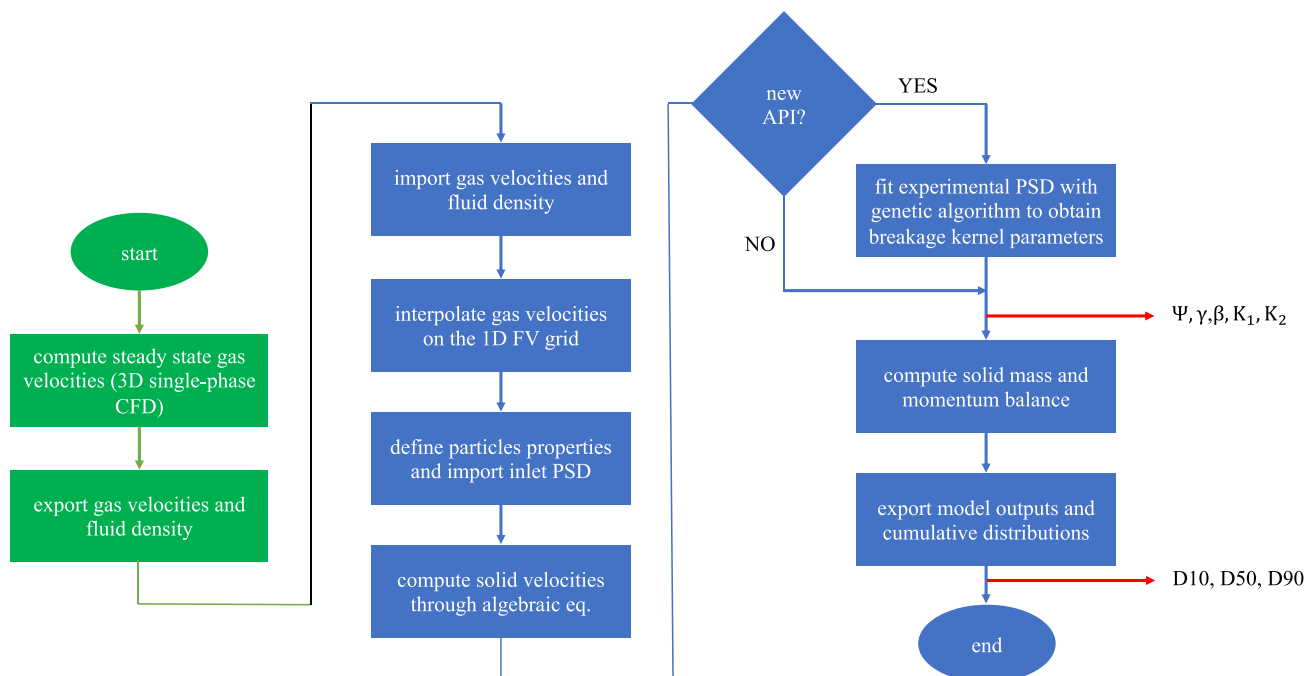 start
compute steady state gas
velocities (3D single-phase
CFD)
export gas velocities and
fluid density
import gas velocities and
fluid density
interpolate gas velocities
on the 1D FV grid
define particles properties
and import inlet PSD
compute solid velocities
through algebraic eq.
new
API?
YES
NO
fit experimental PSD with
genetic algorithm to obtain
breakage kernel parameters
Ψ, γ,β, K₁, K₂
compute solid mass and
momentum balance
export model outputs and
cumulative distributions
D10, D50, D90
end